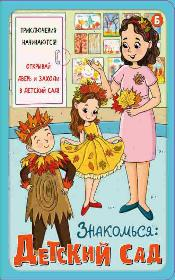 ПРИКЛЮЧЕНИЯ
НАЧИНАЮТСЯ!
ОТКРЫВАЙ
ДВЕРЬ И ЗАХОДИ
В ДЕТСКИЙ САД!
Б
Знакомься:
Детский Сад